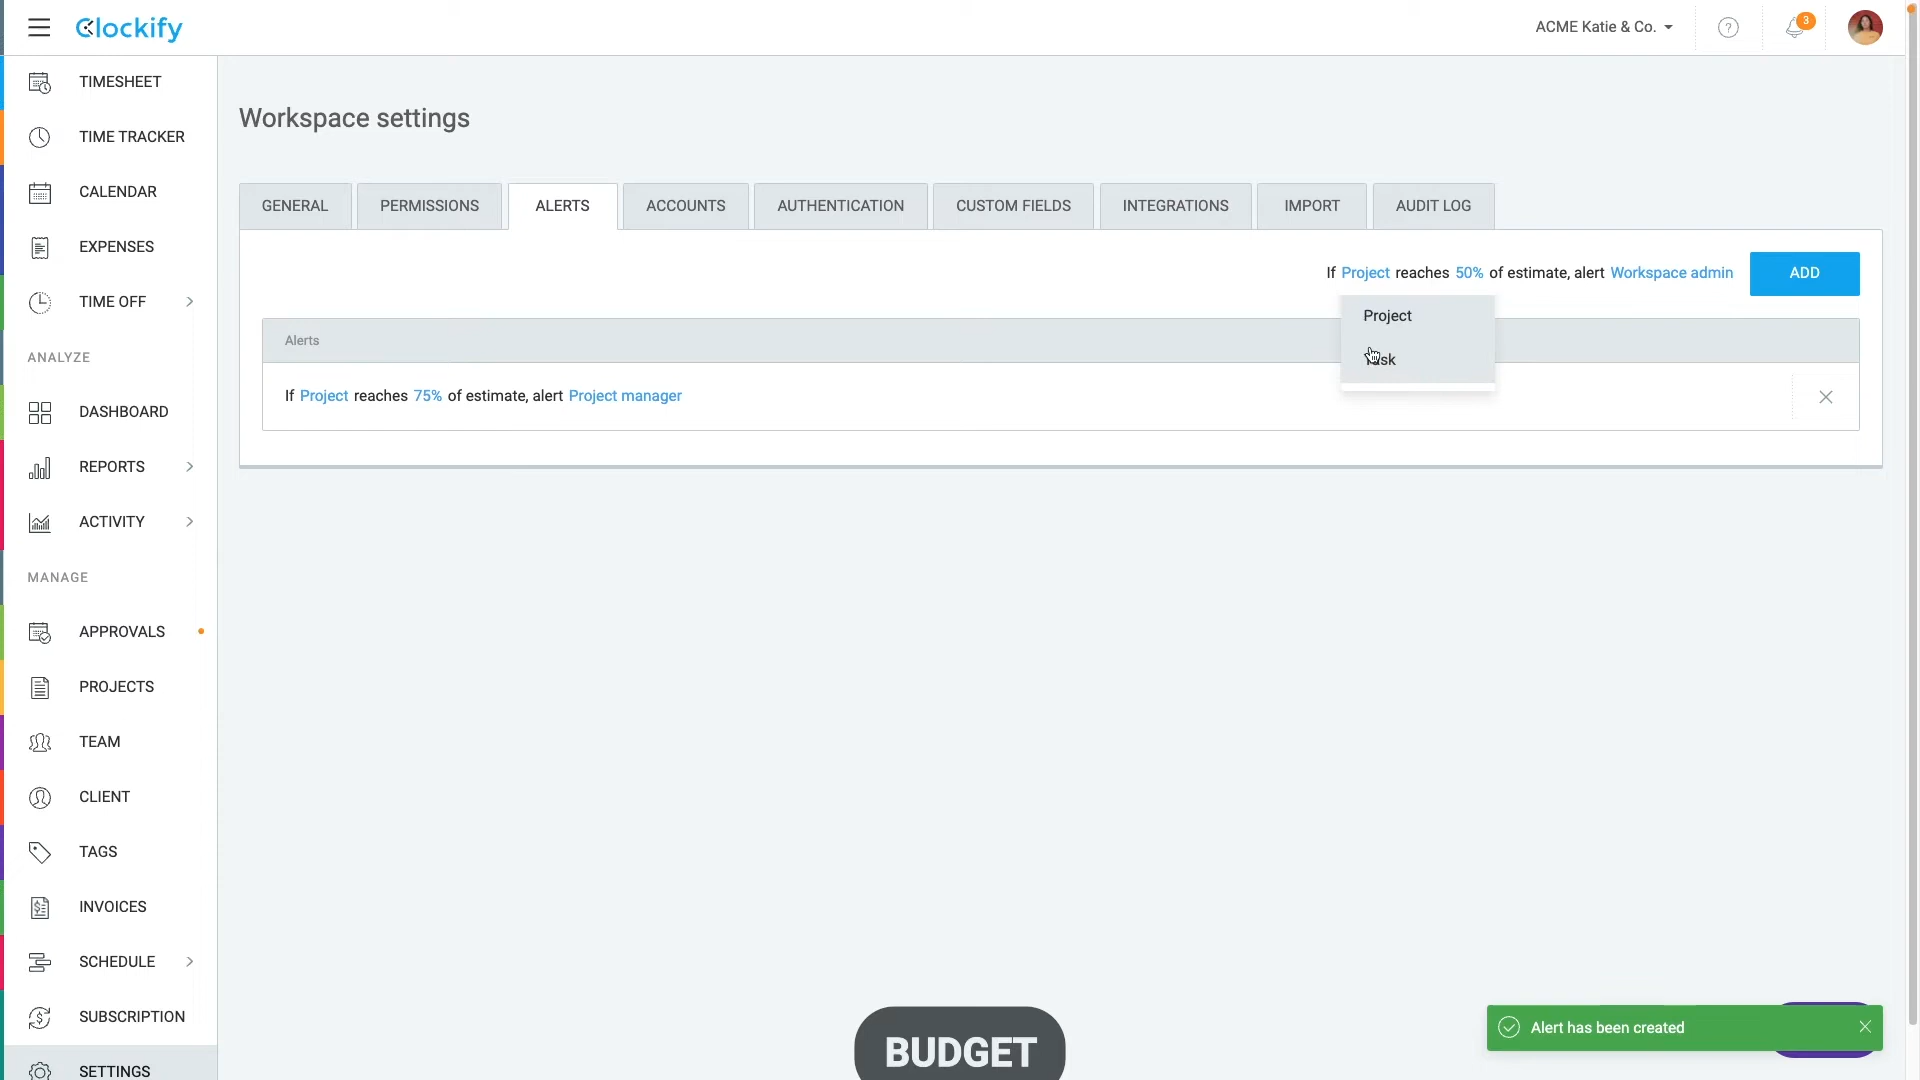 Clockify
ACME Katie & Co.
3
TIMESHEET
TIME TRACKER
CALENDAR
EXPENSES
TIME OFF
ANALYZE
DASHBOARD
REPORTS
ACTIVITY
MANAGE
APPROVALS
PROJECTS
TEAM
CLIENT
TAGS
INVOICES
SCHEDULE
SUBSCRIPTION
SETTINGS
Workspace settings
GENERAL PERMISSIONS ALERTS ACCOUNTS AUTHENTICATION CUSTOM FIELDS INTEGRATIONS IMPORT AUDIT LOG
If Project reaches 50% of estimate, alert Workspace admin ADD
Project
Task
Alerts
If Project reaches 75% of estimate, alert Project manager
Alert has been created
BUDGET